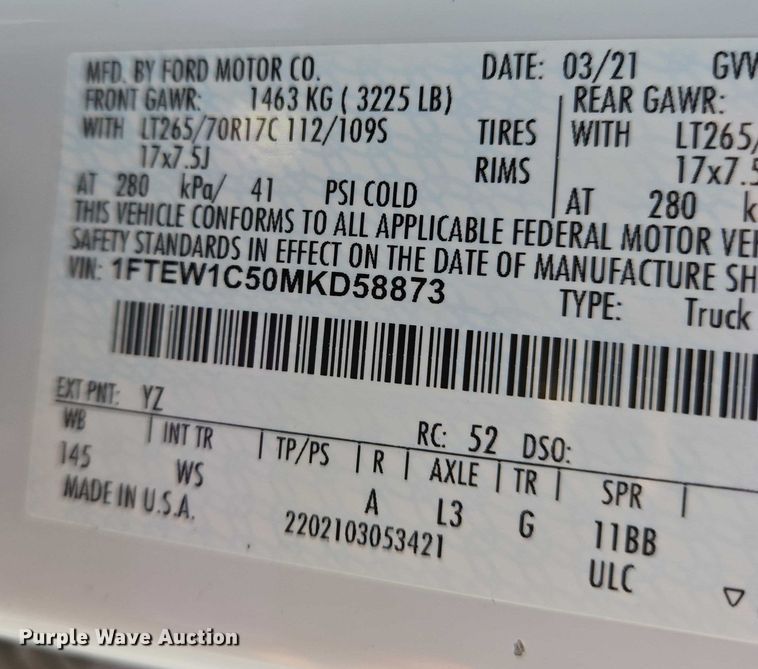 MFD. BY FORD MOTOR CO. DATE: 03/21 GVW
FRONT GAWR: 1463 KG ( 3225 LB) REAR GAWR:
WITH LT265/70R17C 112/109S TIRES WITH LT265/
17x7.5J RIMS 17x7.5
AT 280 kPa/ 41 PSI COLD AT 280 k
THIS VEHICLE CONFORMS TO ALL APPLICABLE FEDERAL MOTOR VEH
SAFETY STANDARDS IN EFFECT ON THE DATE OF MANUFACTURE SH
VIN: 1FTEW1C50MKD58873 TYPE: Truck
EXT PNT: YZ RC: 52 DSO:
WB INT TR TP/PS R AXLE TR SPR
145 WS A L3 G 11BB
MADE IN U.S.A. 2202103053421 ULC
Purple Wave Auction